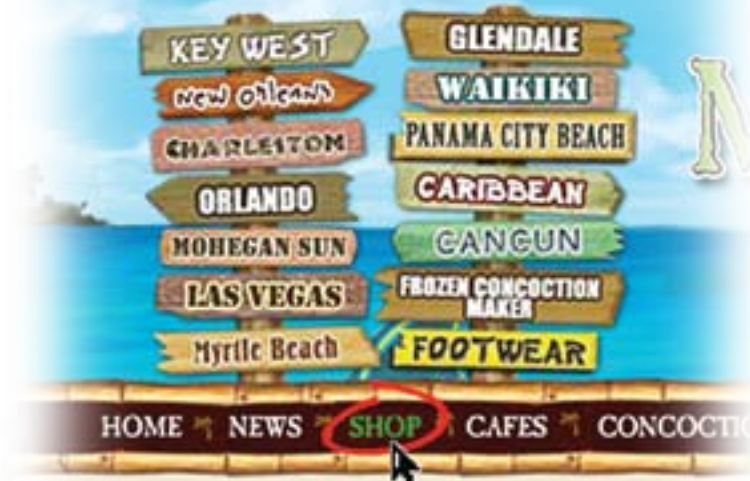 KEY WEST
NEW ORLEANS
CHARLESTON
ORLANDO
MOHEGAN SUN
LAS VEGAS
Myrtle Beach
GLENDALE
WAIKIKI
PANAMA CITY BEACH
CARIBBEAN
CANCUN
FROZEN CONCOCTION
MAKER
FOOTWEAR
M
HOME NEWS SHOP CAFES CONCOCTIO